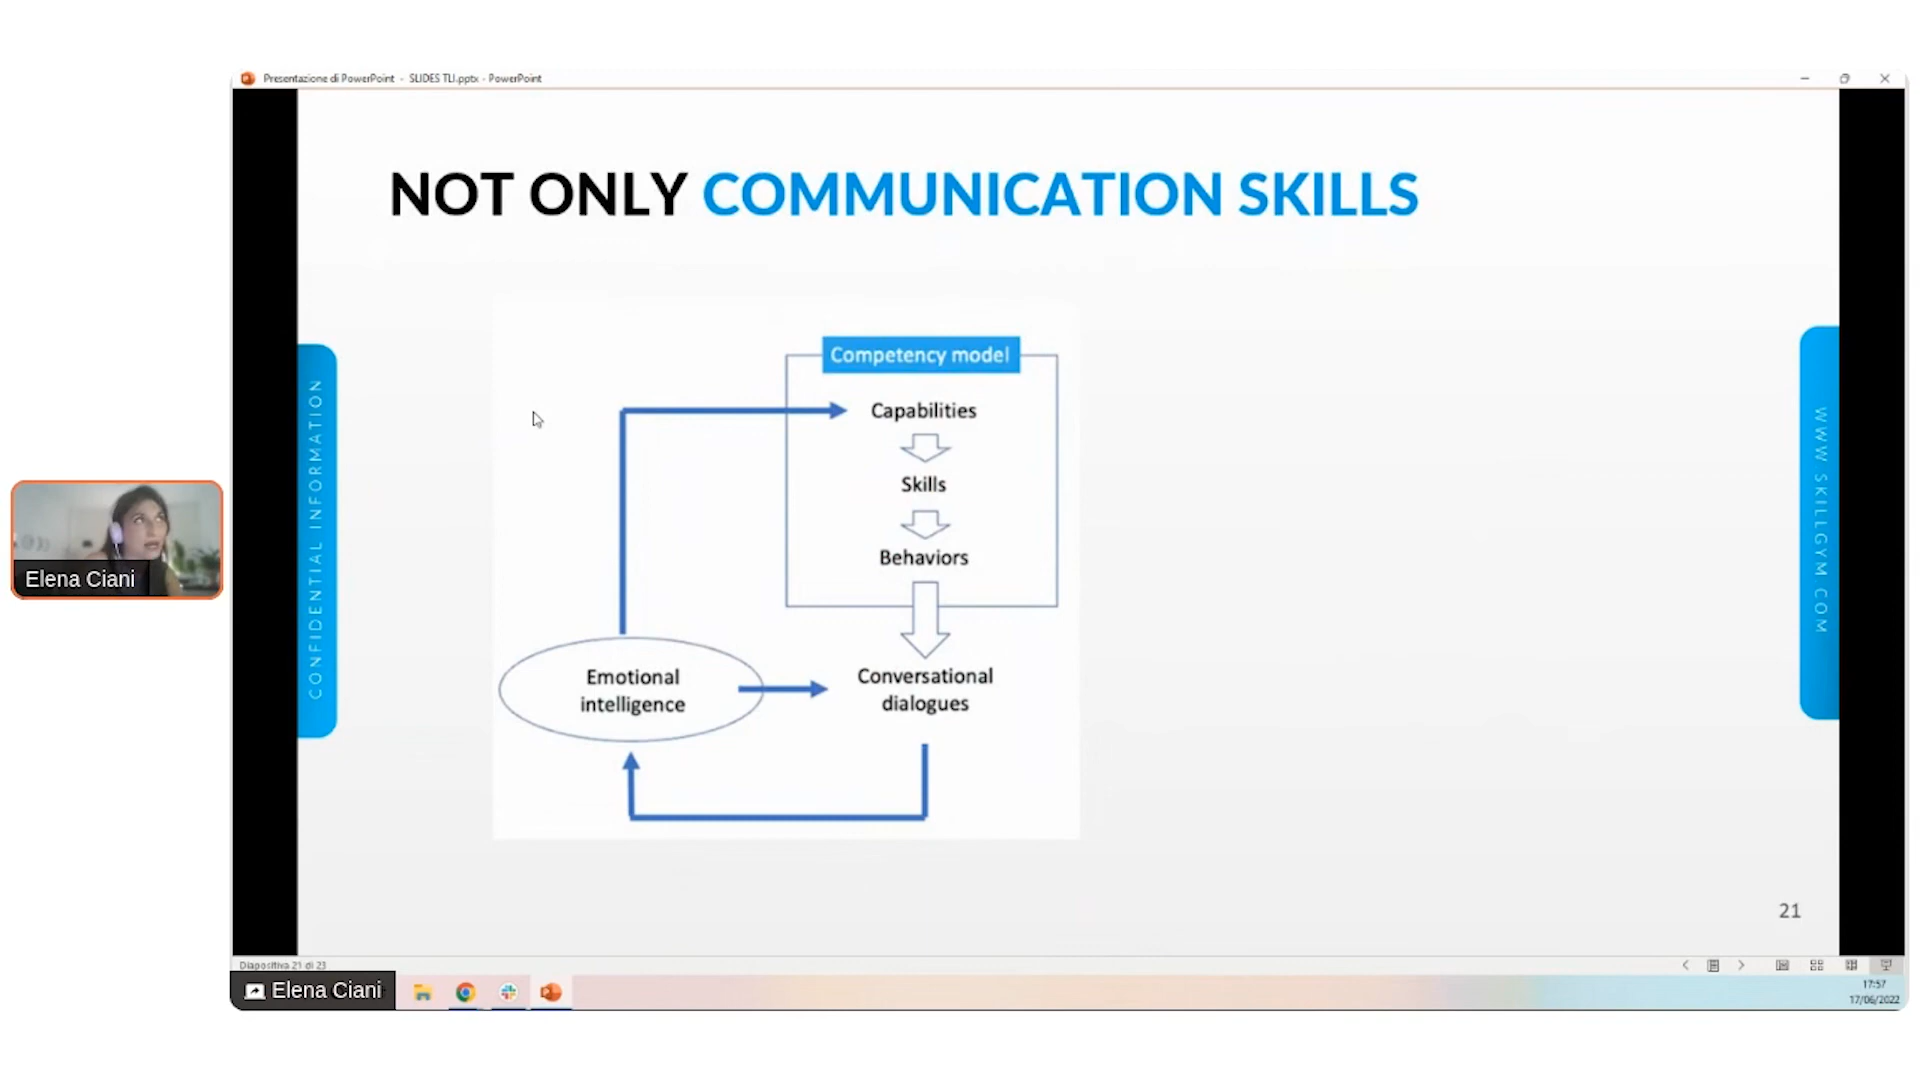 Presentazione di PowerPoint - SLIDES TLI.pptx - PowerPoint
NOT ONLY COMMUNICATION SKILLS
CONFIDENTIAL INFORMATION
WWW.SKILLGYM.COM
Competency model
Capabilities
Skills
Behaviors
Emotional
intelligence
Conversational
dialogues
21
Elena Ciani
Diapositiva 21 di 23
Elena Ciani
17:57
17/06/2022